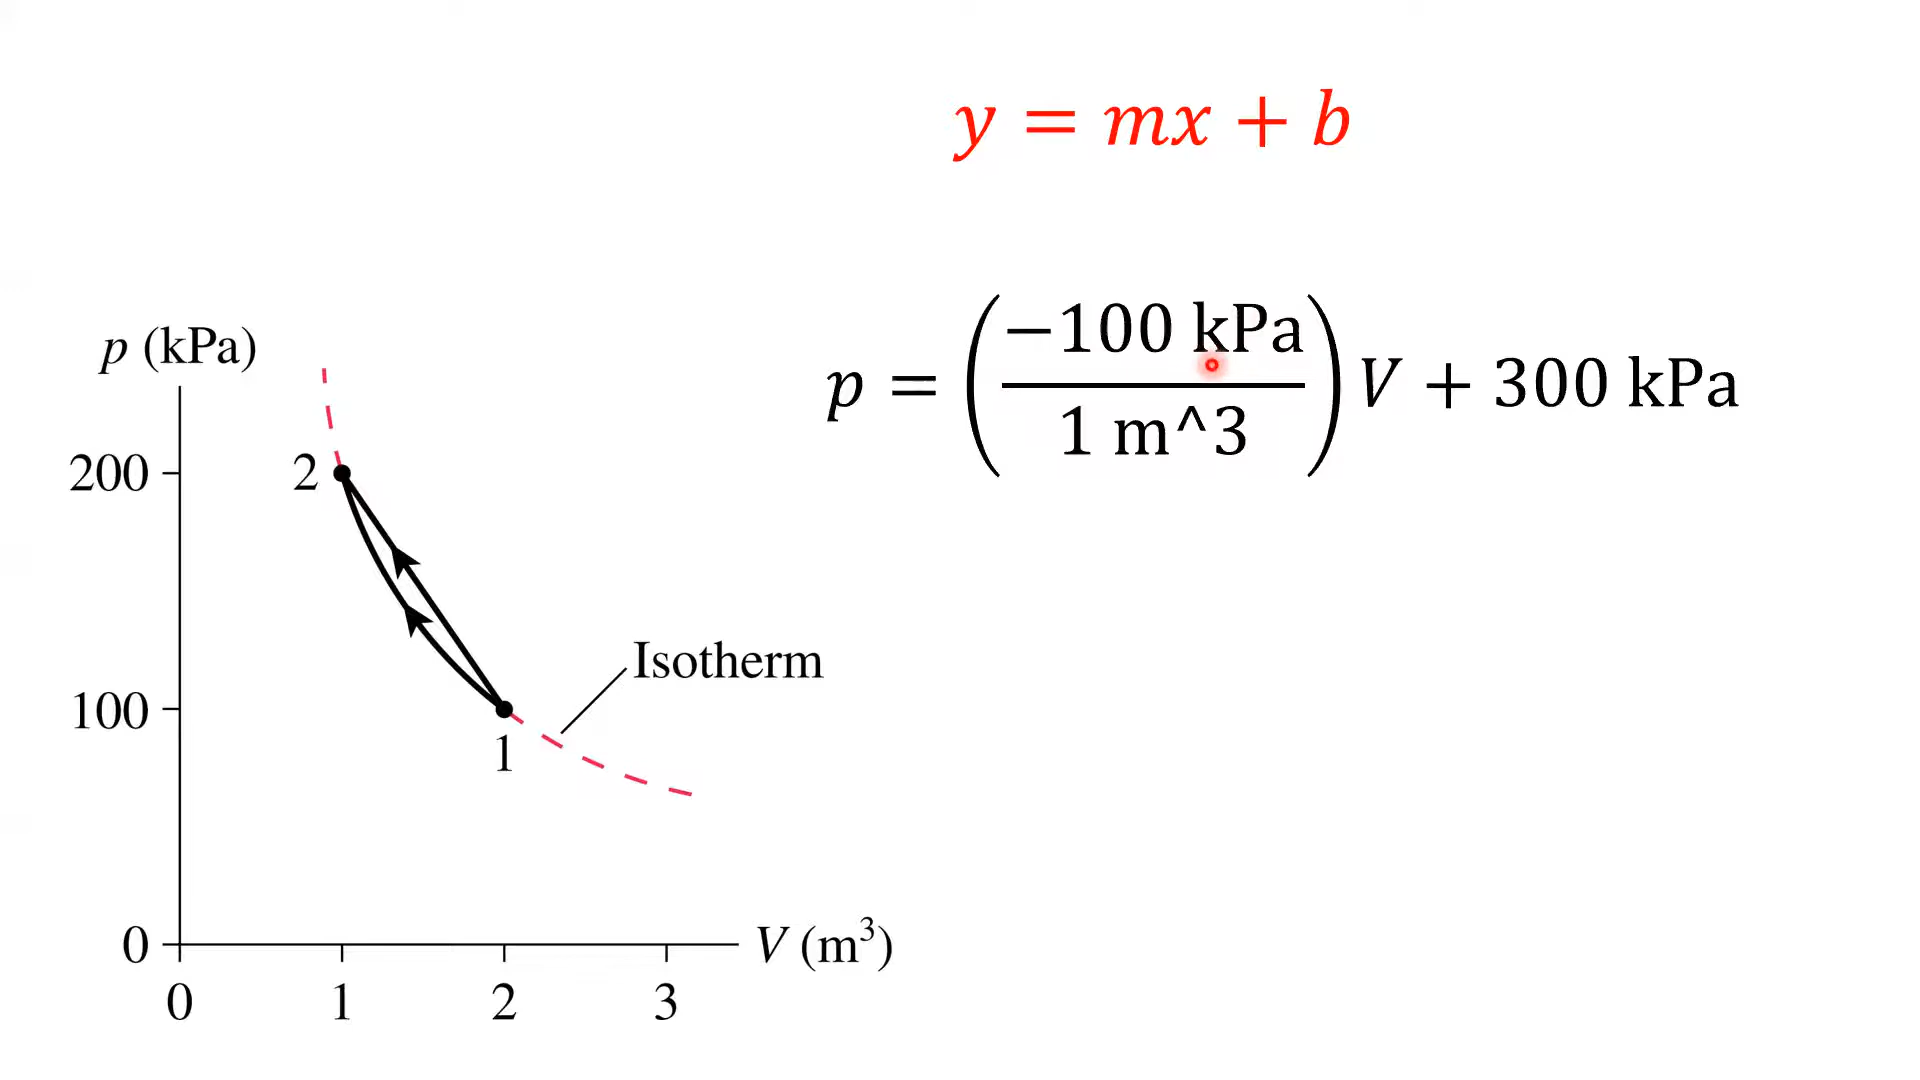 y = mx + b
p = (−100 kPa / 1 m^3) V + 300 kPa
p (kPa)
200
2
100
1
Isotherm
0
V (m³)
0 1 2 3